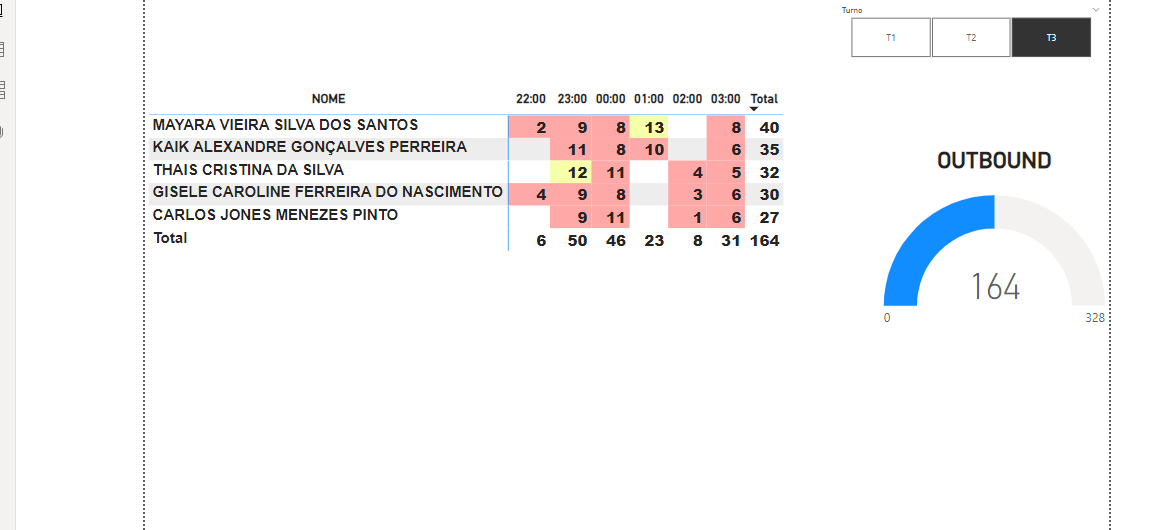 Turno
T1 T2 T3
NOME 22:00 23:00 00:00 01:00 02:00 03:00 Total
MAYARA VIEIRA SILVA DOS SANTOS 2 9 8 13 8 40
KAIK ALEXANDRE GONÇALVES PERREIRA 11 8 10 6 35
THAIS CRISTINA DA SILVA 12 11 4 5 32
GISELE CAROLINE FERREIRA DO NASCIMENTO 4 9 8 3 6 30
CARLOS JONES MENEZES PINTO 9 11 1 6 27
Total 6 50 46 23 8 31 164
OUTBOUND
164
0 328